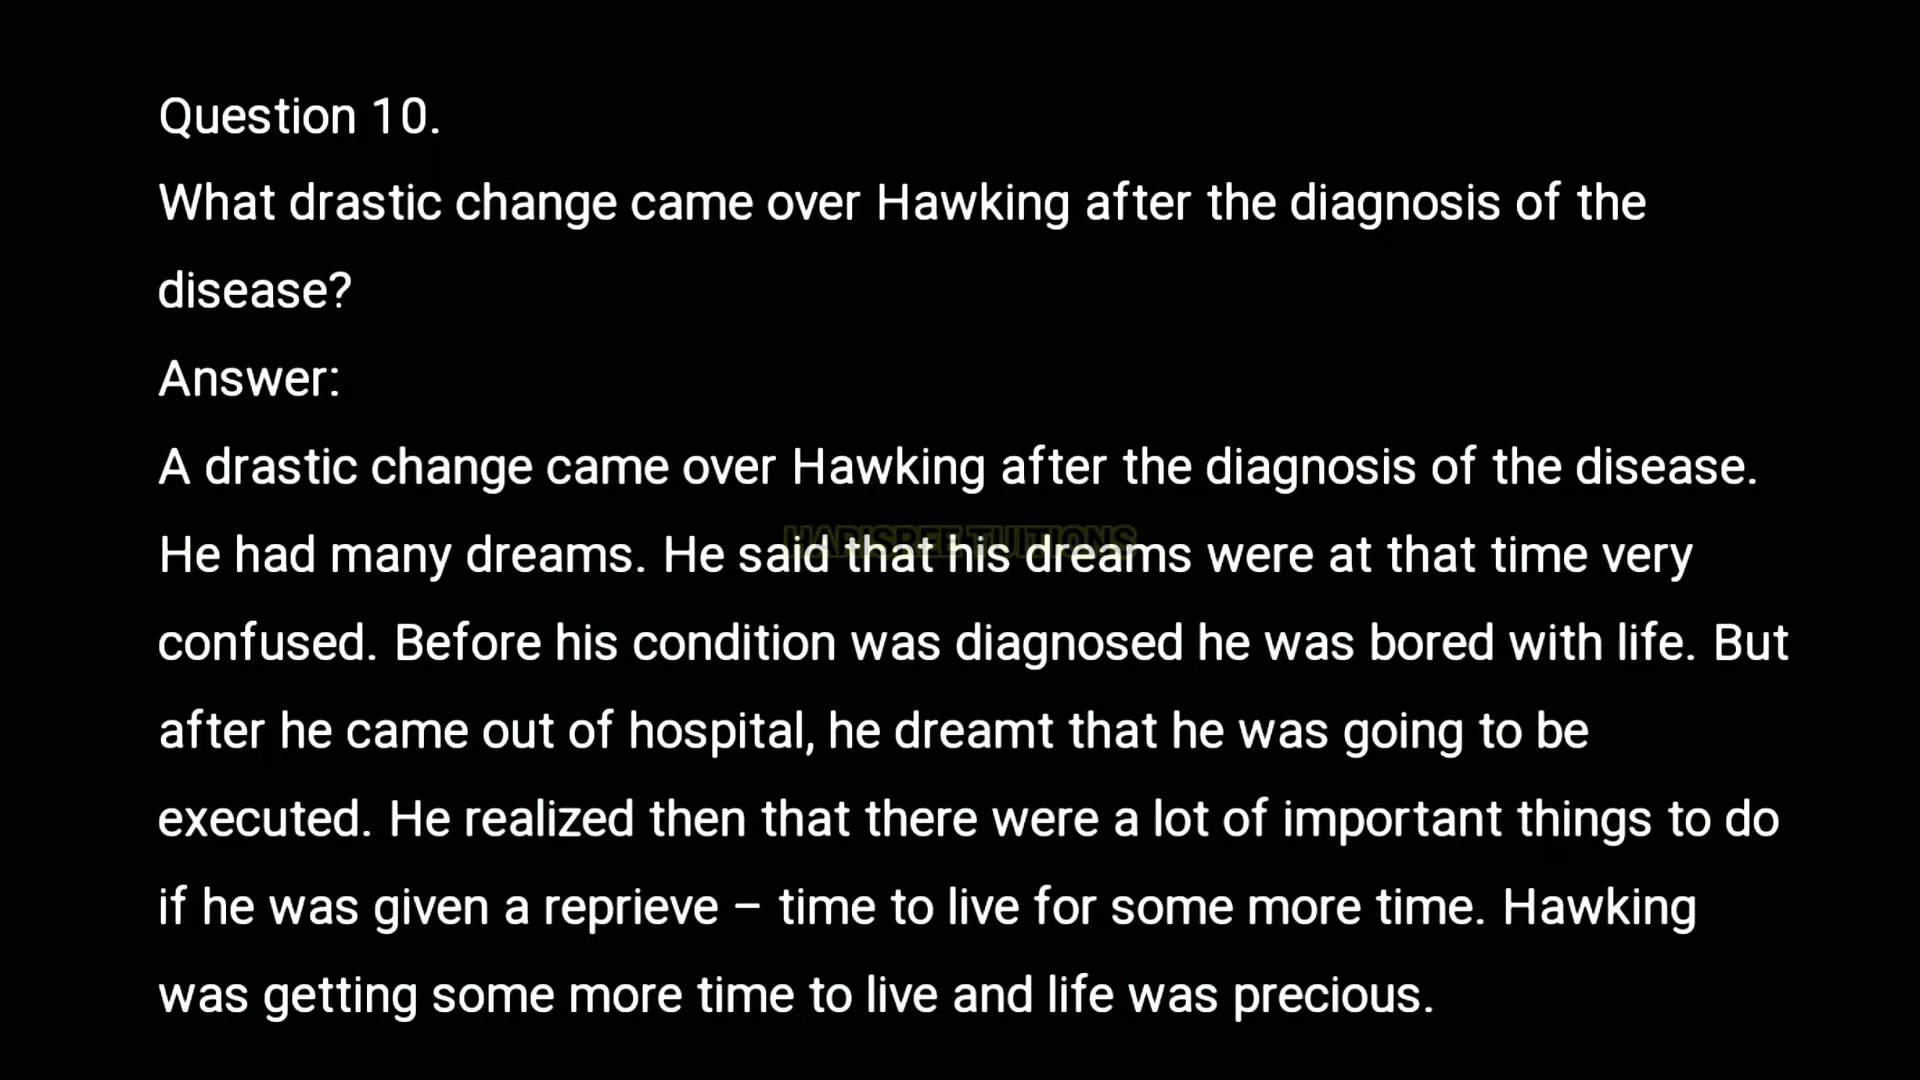 Question 10.
What drastic change came over Hawking after the diagnosis of the
disease?
Answer:
A drastic change came over Hawking after the diagnosis of the disease.
HARISREE TUITIONS
He had many dreams. He said that his dreams were at that time very
confused. Before his condition was diagnosed he was bored with life. But
after he came out of hospital, he dreamt that he was going to be
executed. He realized then that there were a lot of important things to do
if he was given a reprieve – time to live for some more time. Hawking
was getting some more time to live and life was precious.